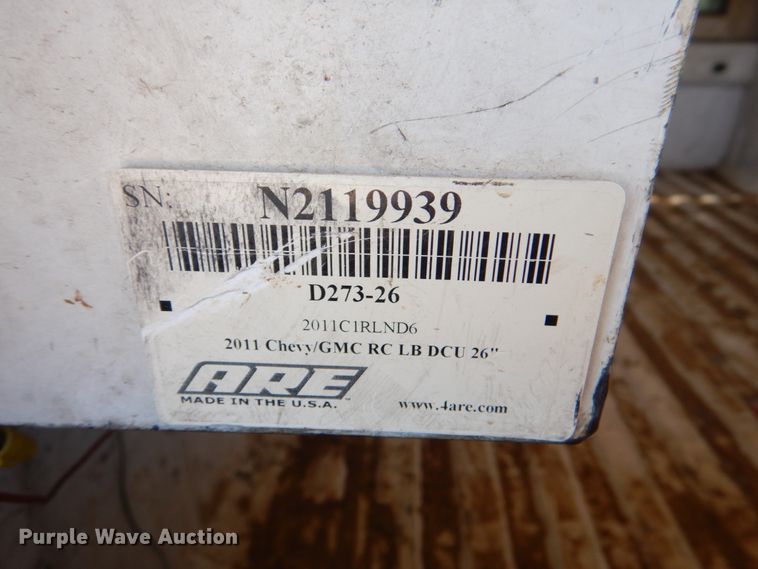 SN: N2119939
D273-26
2011C1RLND6
2011 Chevy/GMC RC LB DCU 26"
ARE
MADE IN THE U.S.A.
www.4are.com
Purple Wave Auction